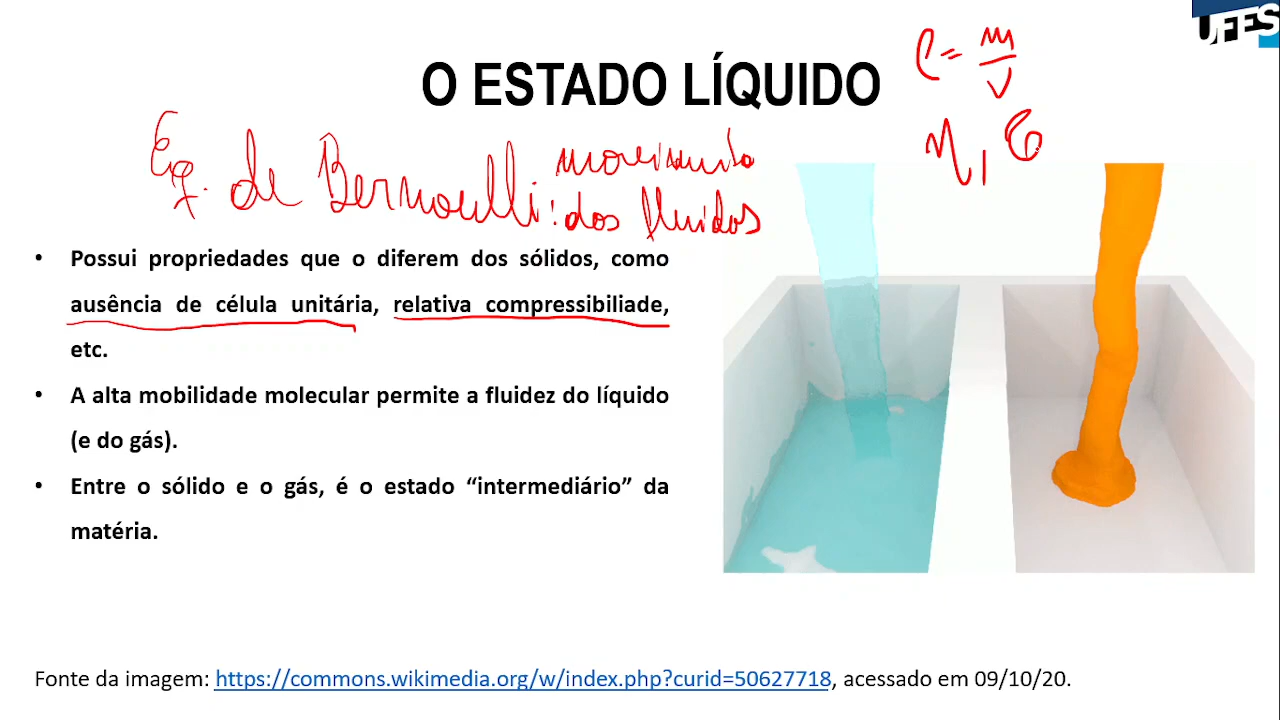 UFES
O ESTADO LÍQUIDO
ρ = m/V
η, σ
Eq. de Bernoulli: movimento
dos fluidos
• Possui propriedades que o diferem dos sólidos, como
ausência de célula unitária, relativa compressibiliade,
etc.
• A alta mobilidade molecular permite a fluidez do líquido
(e do gás).
• Entre o sólido e o gás, é o estado “intermediário” da
matéria.
Fonte da imagem: https://commons.wikimedia.org/w/index.php?curid=50627718, acessado em 09/10/20.